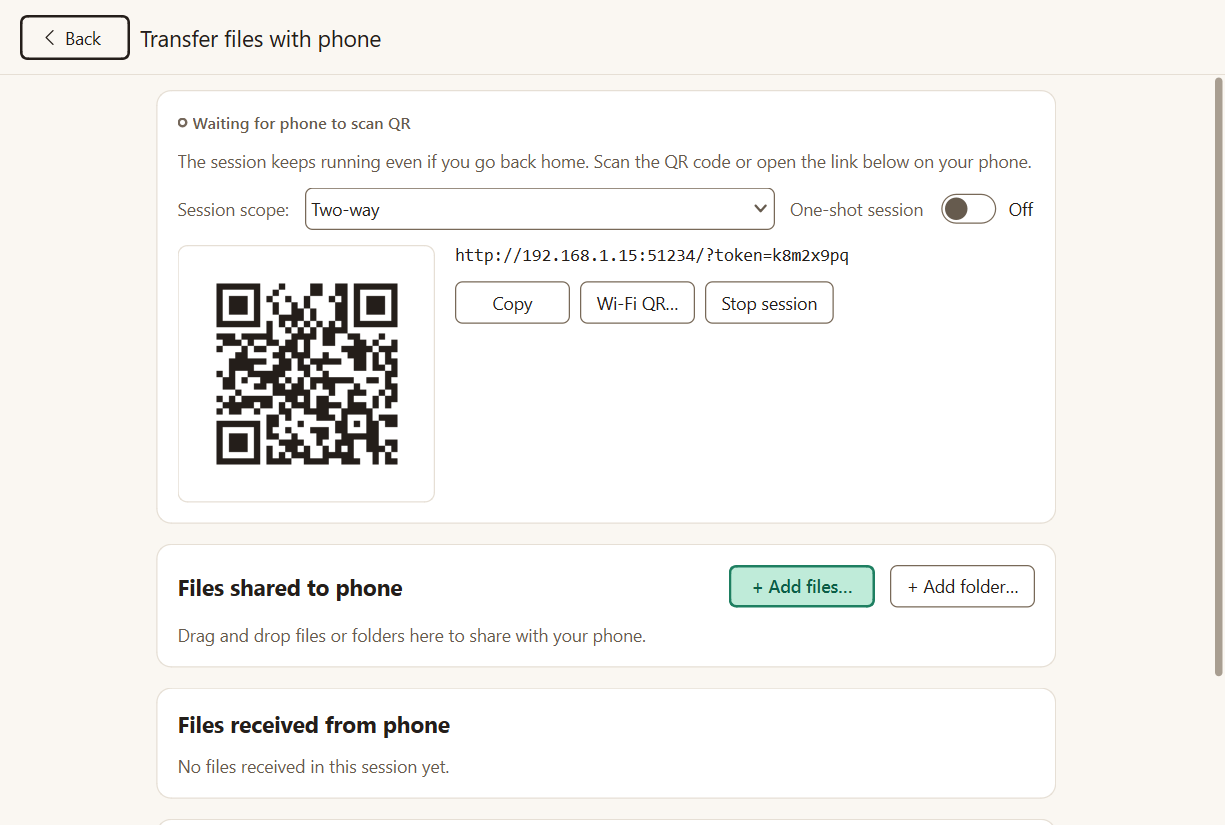 Back
Transfer files with phone
Waiting for phone to scan QR
The session keeps running even if you go back home. Scan the QR code or open the link below on your phone.
Session scope:
Two-way
One-shot session
Off
http://192.168.1.15:51234/?token=k8m2x9pq
Copy
Wi-Fi QR...
Stop session
Files shared to phone
+ Add files...
+ Add folder...
Drag and drop files or folders here to share with your phone.
Files received from phone
No files received in this session yet.